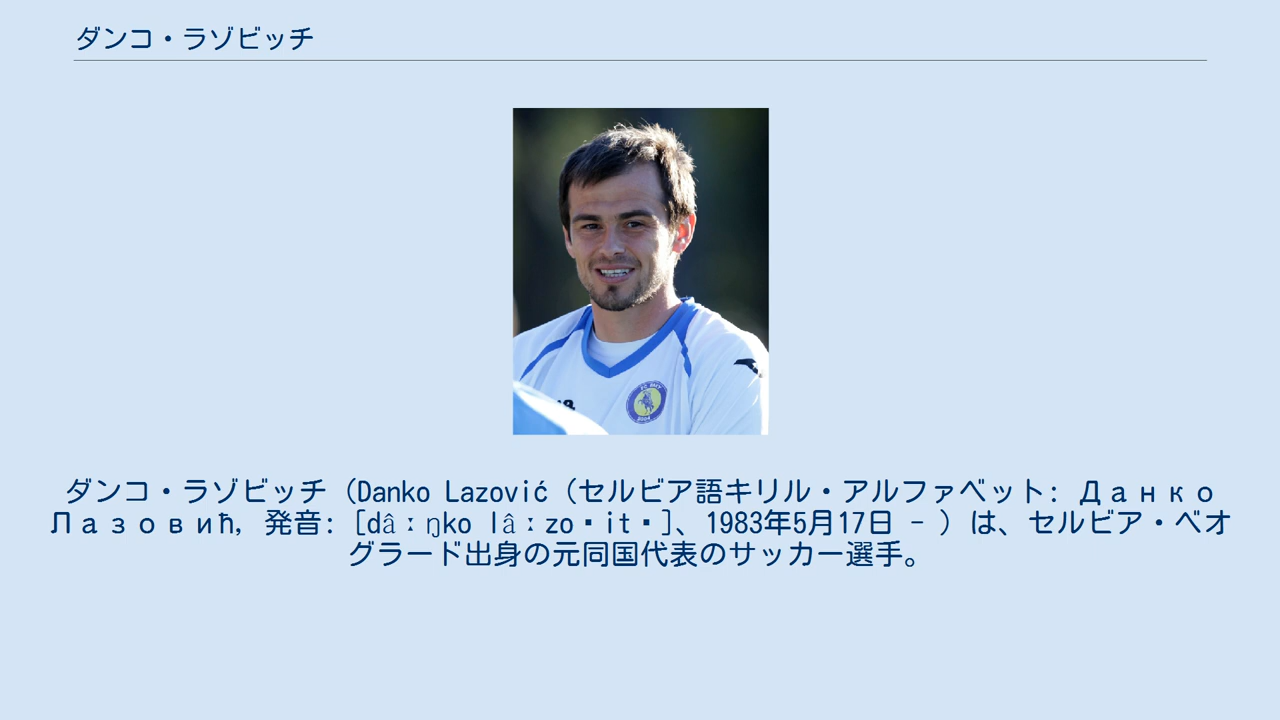 ダンコ・ラゾビッチ
ダンコ・ラゾビッチ（Danko Lazović（セルビア語キリル・アルファベット: Данко
Лазовић, 発音: [dâːŋko lâːzoʋitɕ]、1983年5月17日 - ）は、セルビア・ベオ
グラード出身の元同国代表のサッカー選手。